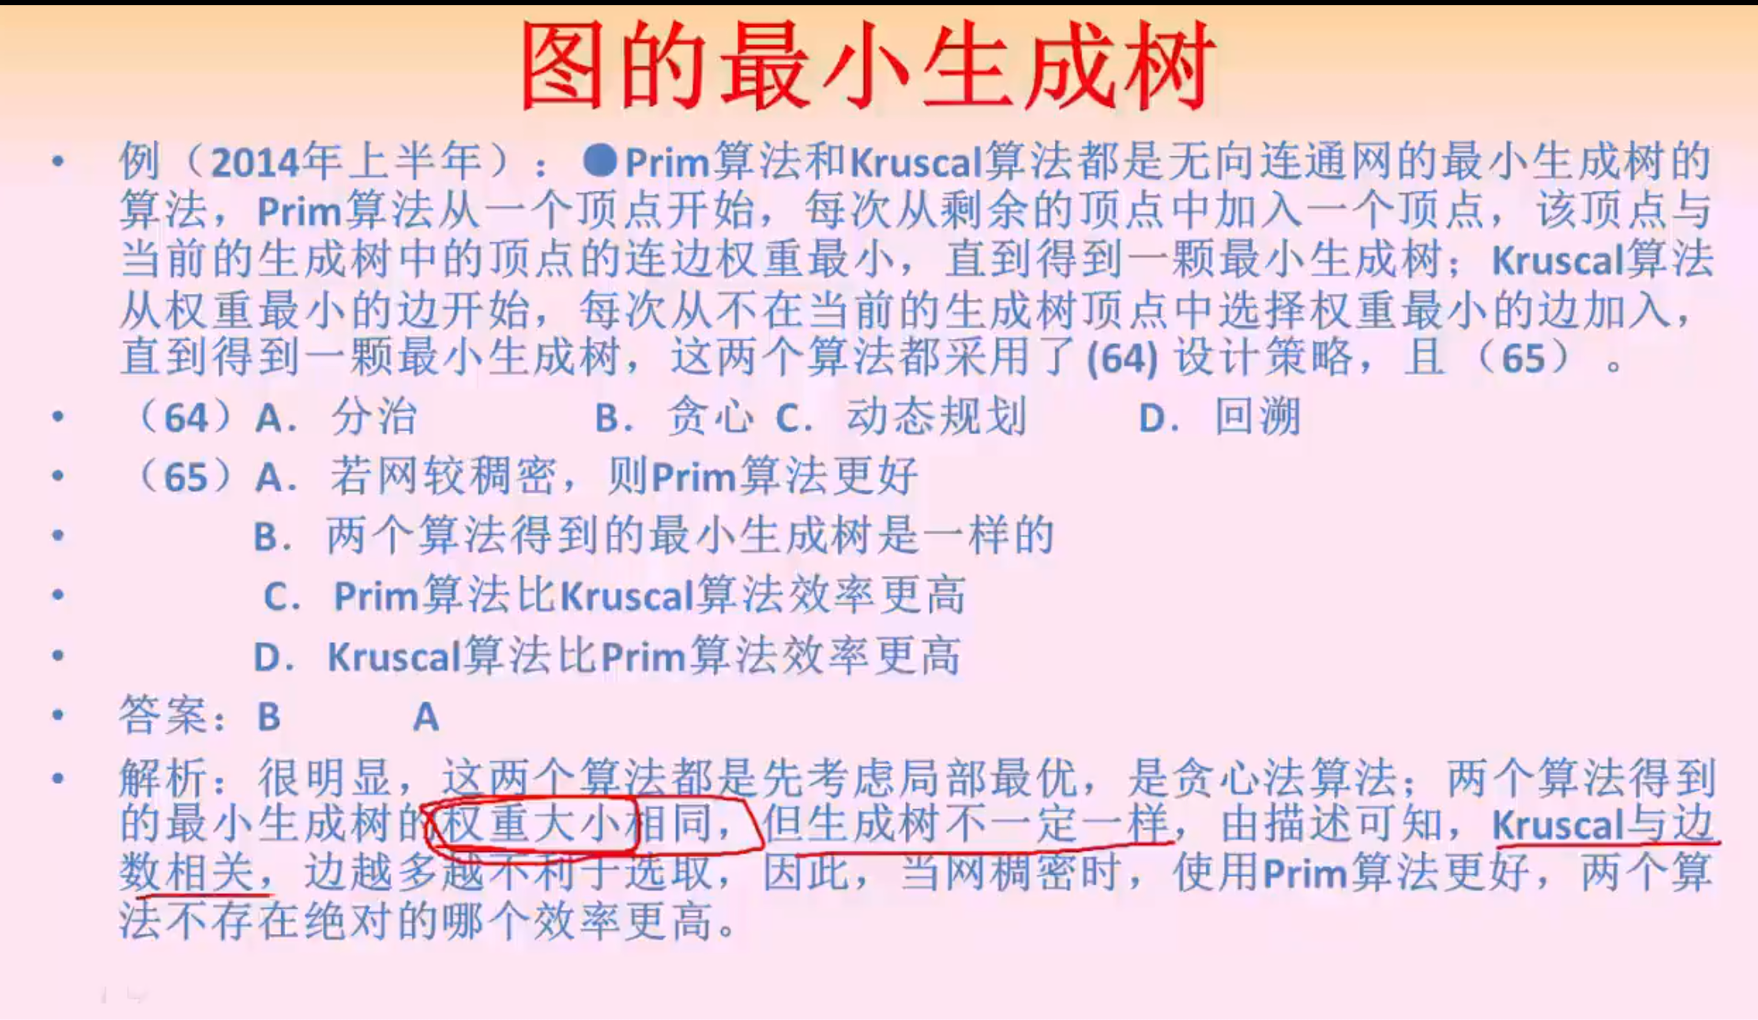 图的最小生成树
• 例（2014年上半年）：●Prim算法和Kruscal算法都是无向连通网的最小生成树的
算法，Prim算法从一个顶点开始，每次从剩余的顶点中加入一个顶点，该顶点与
当前的生成树中的顶点的连边权重最小，直到得到一颗最小生成树；Kruscal算法
从权重最小的边开始，每次从不在当前的生成树顶点中选择权重最小的边加入，
直到得到一颗最小生成树，这两个算法都采用了(64)设计策略，且（65）。
• （64）A． 分治 B． 贪心 C． 动态规划 D． 回溯
• （65）A． 若网较稠密，则Prim算法更好
• B． 两个算法得到的最小生成树是一样的
• C． Prim算法比Kruscal算法效率更高
• D． Kruscal算法比Prim算法效率更高
• 答案：B A
• 解析：很明显，这两个算法都是先考虑局部最优，是贪心法算法；两个算法得到
的最小生成树的权重大小相同，但生成树不一定一样，由描述可知，Kruscal与边
数相关，边越多越不利于选取，因此，当网稠密时，使用Prim算法更好，两个算
法不存在绝对的哪个效率更高。